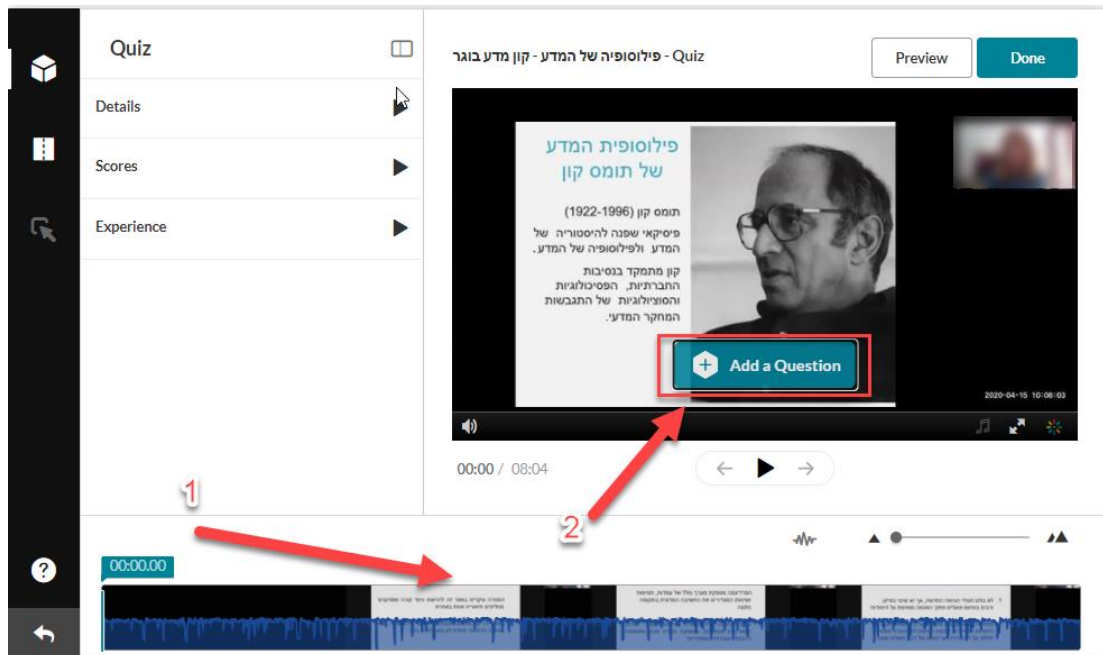 Quiz
Details
Scores
Experience
פילוסופיה של המדע - קון מדע בוגר - Quiz
Preview
Done
פילוסופית המדע
של תומס קון
תומס קון (1922-1996)
פיסיקאי שפנה להיסטוריה של
המדע ולפילוסופיה של המדע.
קון מתמקד בנסיבות
החברתיות, הפסיכולוגיות
והסוציולוגיות של התגבשות
המחקר המדעי.
Add a Question
2020-04-15 10:08:03
00:00 / 08:04
1
2
00:00.00